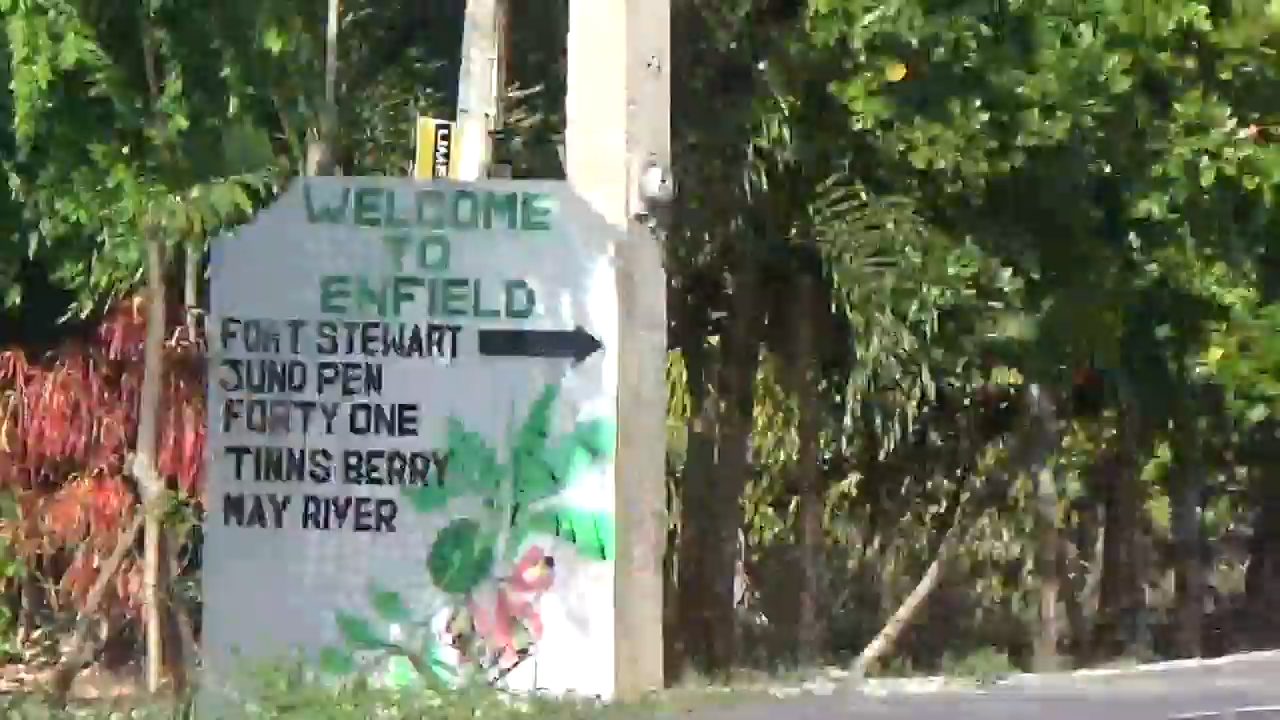 WELCOME
TO
ENFIELD
FORT STEWART
JUNO PEN
FORTY ONE
TINNS BERRY
MAY RIVER